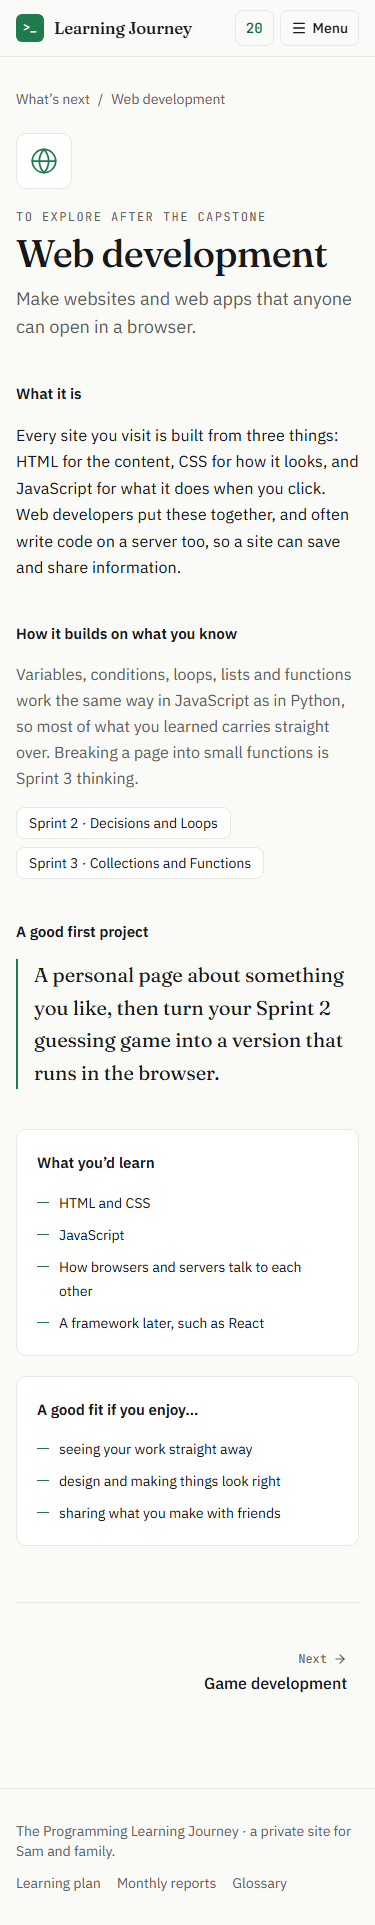 >_ Learning Journey 20 ☰ Menu
What’s next / Web development
TO EXPLORE AFTER THE CAPSTONE
Web development
Make websites and web apps that anyone
can open in a browser.
What it is
Every site you visit is built from three things:
HTML for the content, CSS for how it looks, and
JavaScript for what it does when you click.
Web developers put these together, and often
write code on a server too, so a site can save
and share information.
How it builds on what you know
Variables, conditions, loops, lists and functions
work the same way in JavaScript as in Python,
so most of what you learned carries straight
over. Breaking a page into small functions is
Sprint 3 thinking.
Sprint 2 · Decisions and Loops
Sprint 3 · Collections and Functions
A good first project
A personal page about something
you like, then turn your Sprint 2
guessing game into a version that
runs in the browser.
What you’d learn
— HTML and CSS
— JavaScript
— How browsers and servers talk to each
other
— A framework later, such as React
A good fit if you enjoy…
— seeing your work straight away
— design and making things look right
— sharing what you make with friends
Next →
Game development
The Programming Learning Journey · a private site for
Sam and family.
Learning plan Monthly reports Glossary